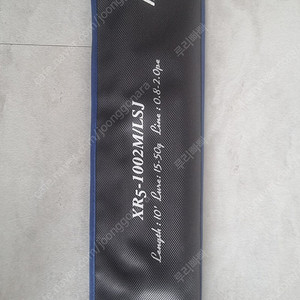 XR5-1002M/LSJ
Length : 10' Lure: 15-50g Line : 0.8-2.0pe